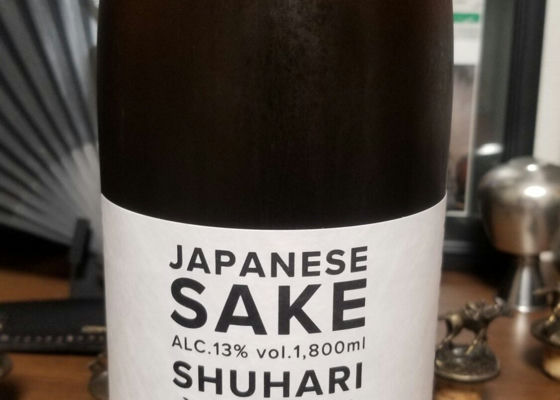 JAPANESE
SAKE
ALC.13% vol.1,800ml
SHUHARI